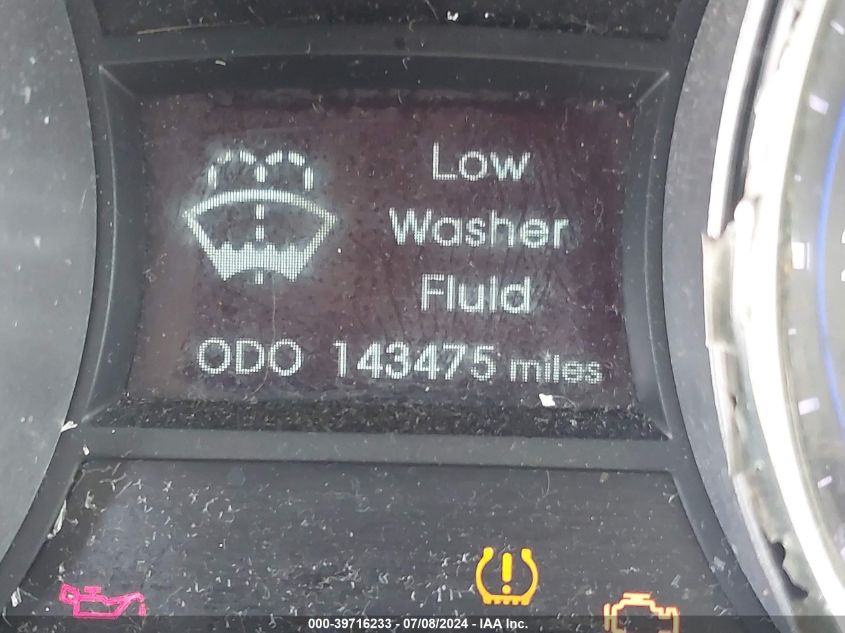 Low
Washer
Fluid
ODO 143475 miles
000-39716233 - 07/08/2024 - IAA Inc.